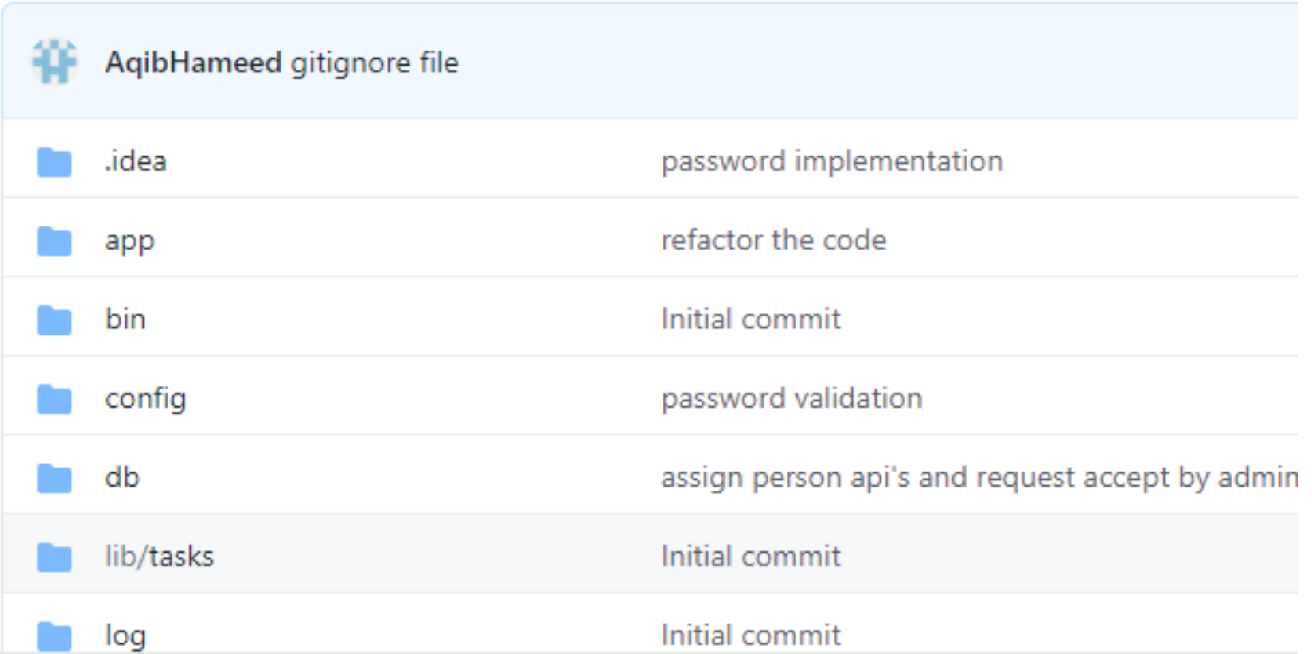 AqibHameed gitignore file
.idea password implementation
app refactor the code
bin Initial commit
config password validation
db assign person api's and request accept by admin
lib/tasks Initial commit
log Initial commit